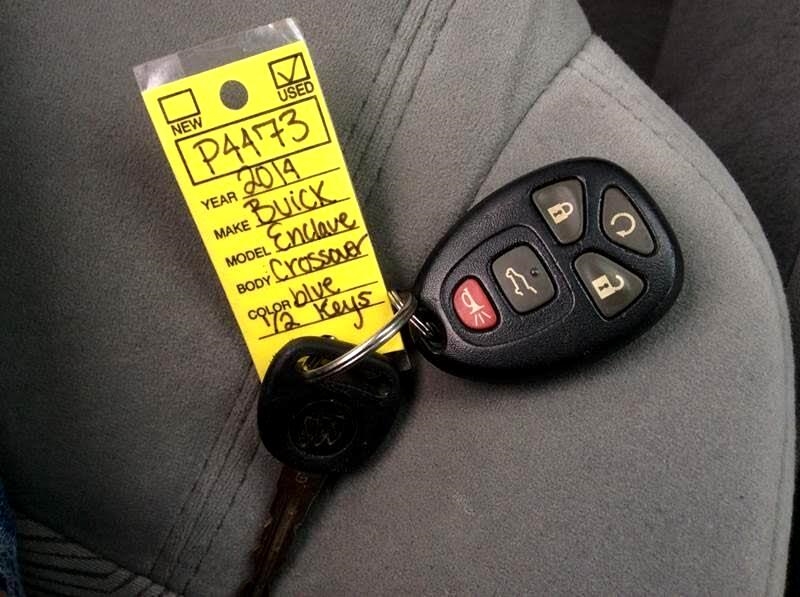 NEW USED
P4473
YEAR 2014
MAKE Buick
MODEL Enclave
BODY Crossover
COLOR blue
1/2 Keys